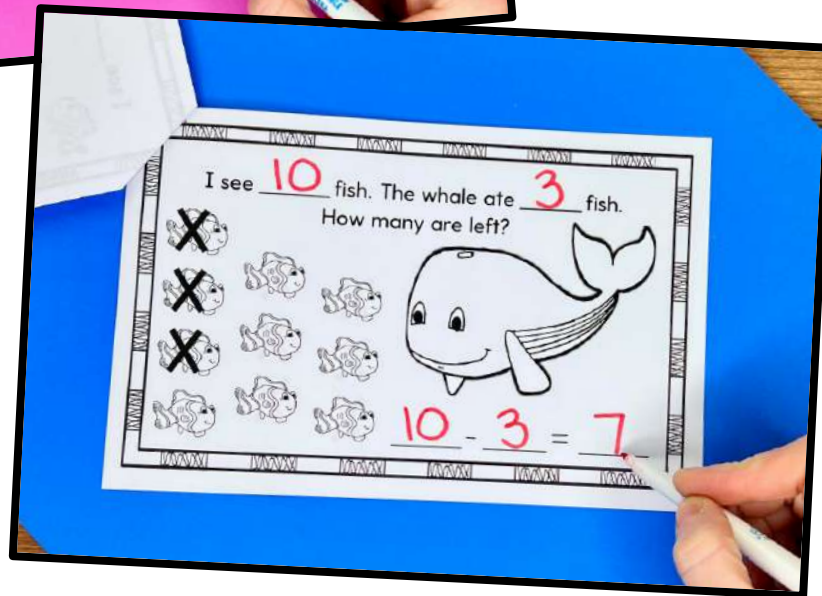 I see 10 fish. The whale ate 3 fish.
How many are left?
10 - 3 = 7